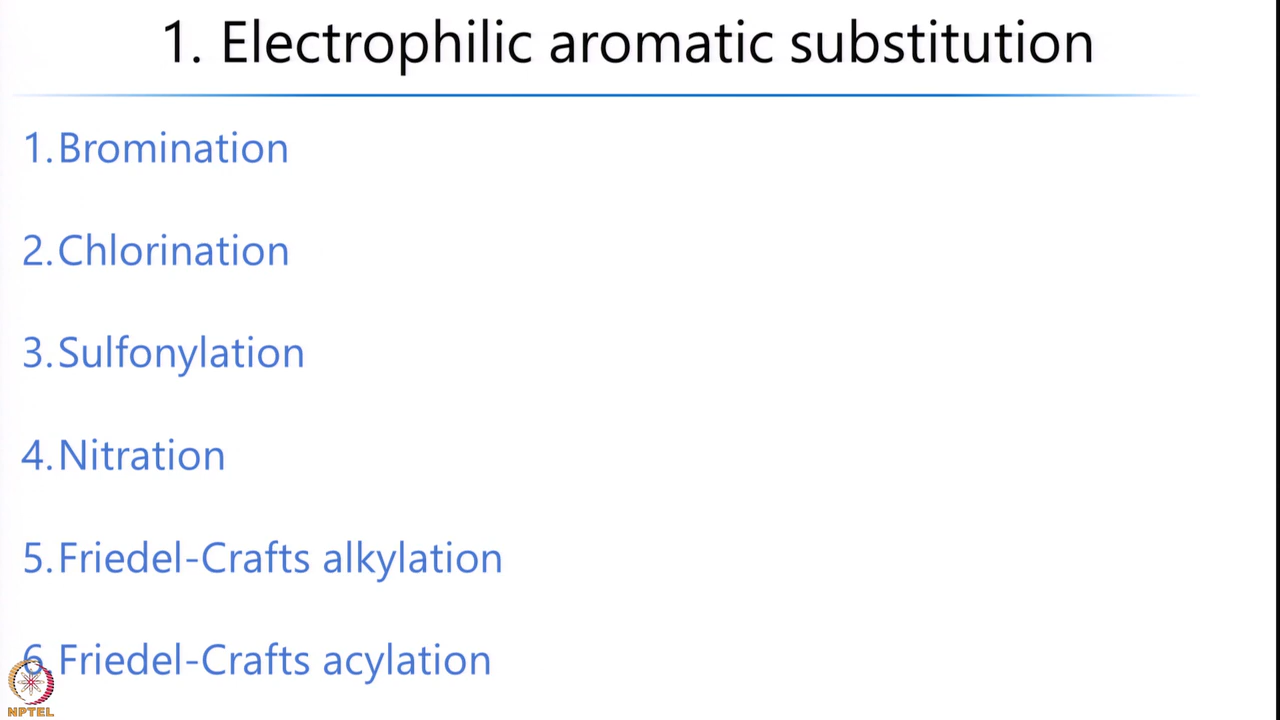 1. Electrophilic aromatic substitution
1. Bromination
2. Chlorination
3. Sulfonylation
4. Nitration
5. Friedel-Crafts alkylation
6. Friedel-Crafts acylation
NPTEL